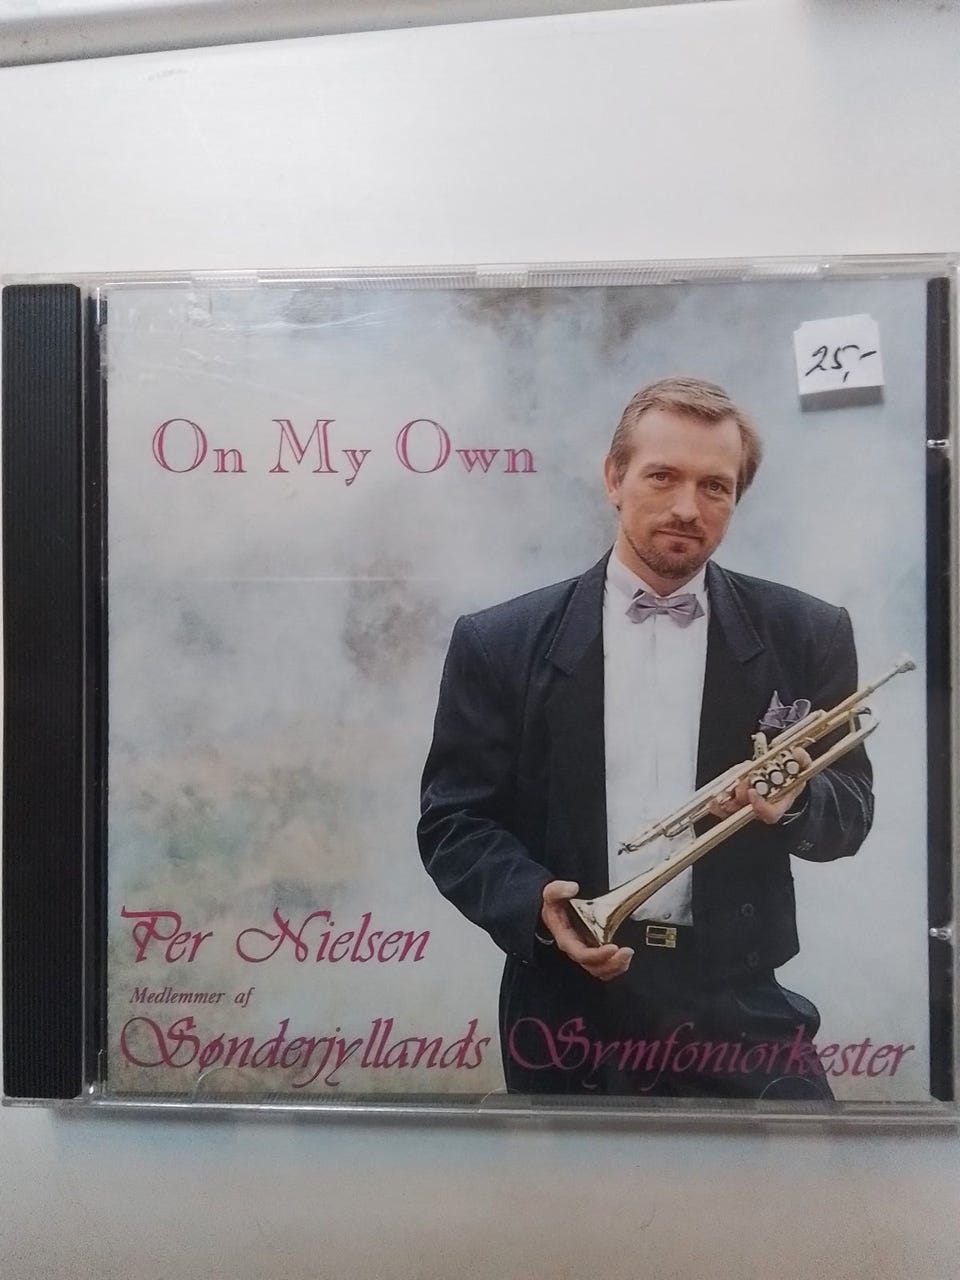 25,-
On My Own
Per Nielsen
Medlemmer af
Sønderjyllands Symfoniorkester